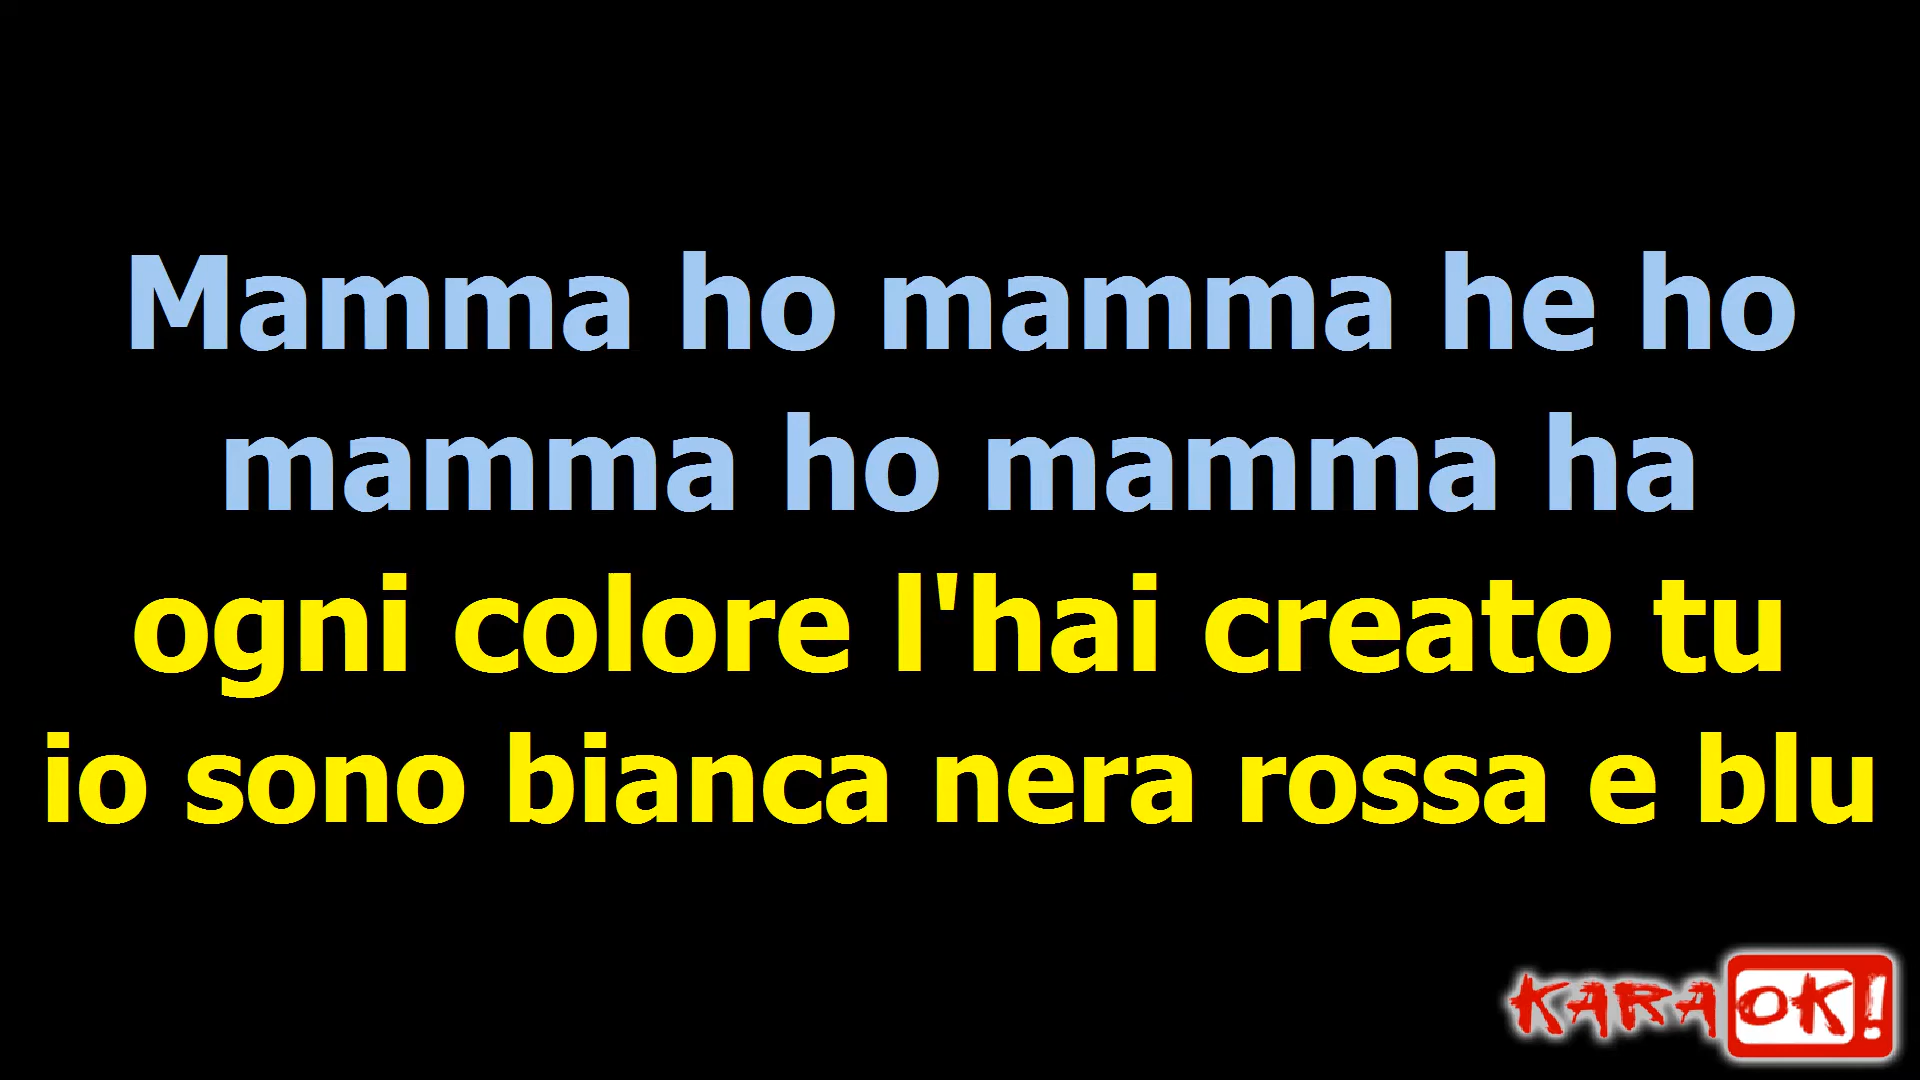 Mamma ho mamma he ho
mamma ho mamma ha
ogni colore l'hai creato tu
io sono bianca nera rossa e blu
KARAOK!